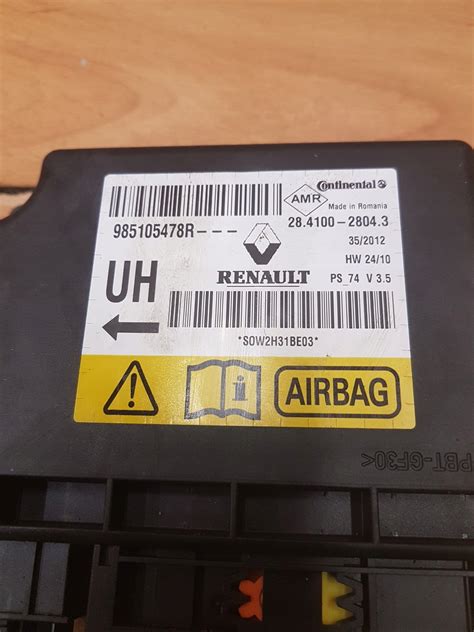 Continental
AMR
Made in Romania
985105478R---
28.4100-2804.3
35/2012
HW 24/10
UH
RENAULT
PS_74 V 3.5
*S0W2H31BE03*
AIRBAG
PBT-GF30<